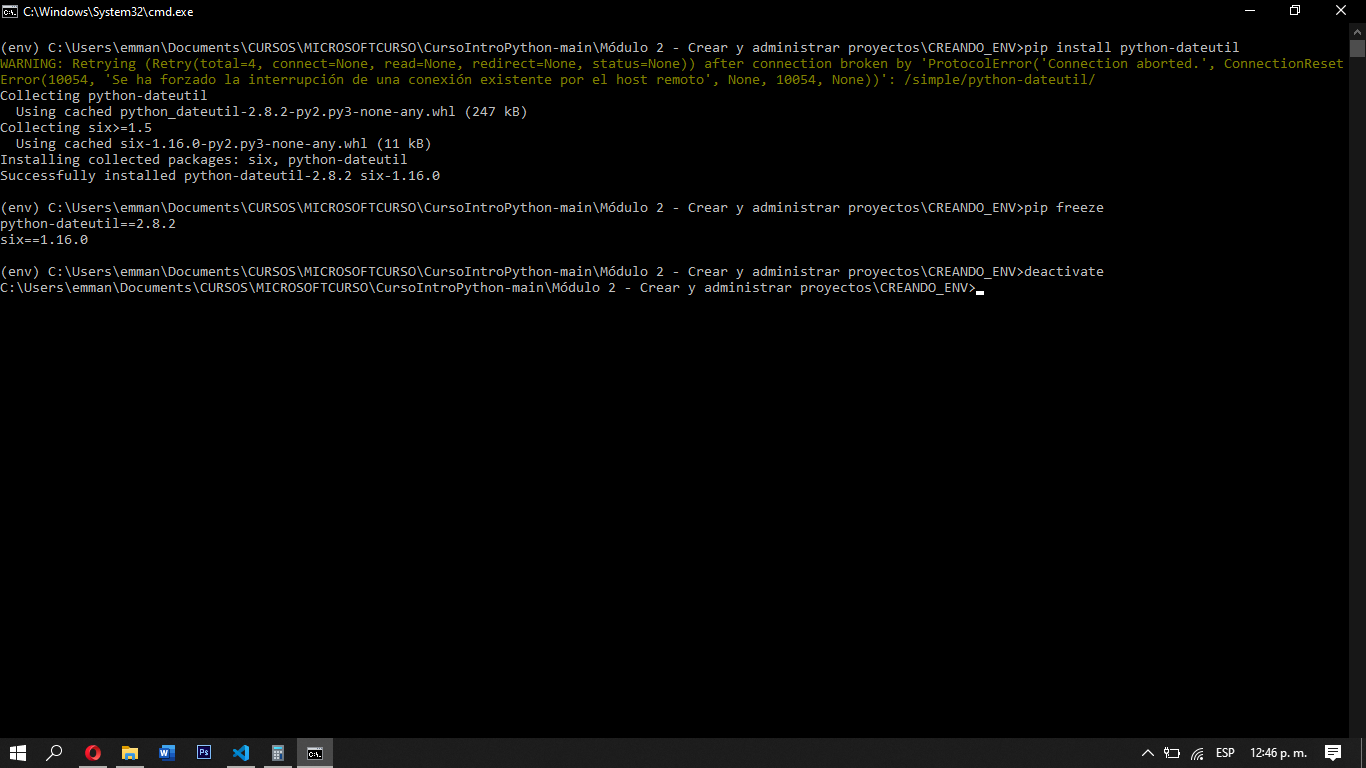 C:\Windows\System32\cmd.exe
(env) C:\Users\emman\Documents\CURSOS\MICROSOFTCURSO\CursoIntroPython-main\Módulo 2 - Crear y administrar proyectos\CREANDO_ENV>pip install python-dateutil
WARNING: Retrying (Retry(total=4, connect=None, read=None, redirect=None, status=None)) after connection broken by 'ProtocolError('Connection aborted.', ConnectionReset
Error(10054, 'Se ha forzado la interrupción de una conexión existente por el host remoto', None, 10054, None))': /simple/python-dateutil/
Collecting python-dateutil
  Using cached python_dateutil-2.8.2-py2.py3-none-any.whl (247 kB)
Collecting six>=1.5
  Using cached six-1.16.0-py2.py3-none-any.whl (11 kB)
Installing collected packages: six, python-dateutil
Successfully installed python-dateutil-2.8.2 six-1.16.0
(env) C:\Users\emman\Documents\CURSOS\MICROSOFTCURSO\CursoIntroPython-main\Módulo 2 - Crear y administrar proyectos\CREANDO_ENV>pip freeze
python-dateutil==2.8.2
six==1.16.0
(env) C:\Users\emman\Documents\CURSOS\MICROSOFTCURSO\CursoIntroPython-main\Módulo 2 - Crear y administrar proyectos\CREANDO_ENV>deactivate
C:\Users\emman\Documents\CURSOS\MICROSOFTCURSO\CursoIntroPython-main\Módulo 2 - Crear y administrar proyectos\CREANDO_ENV>
ESP 12:46 p. m.